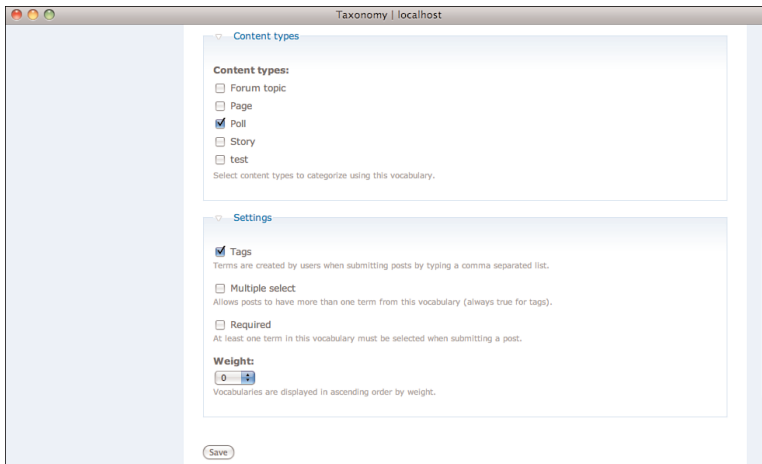 Taxonomy | localhost
Content types
Content types:
Forum topic
Page
Poll
Story
test
Select content types to categorize using this vocabulary.
Settings
Tags
Terms are created by users when submitting posts by typing a comma separated list.
Multiple select
Allows posts to have more than one term from this vocabulary (always true for tags).
Required
At least one term in this vocabulary must be selected when submitting a post.
Weight:
0
Vocabularies are displayed in ascending order by weight.
Save